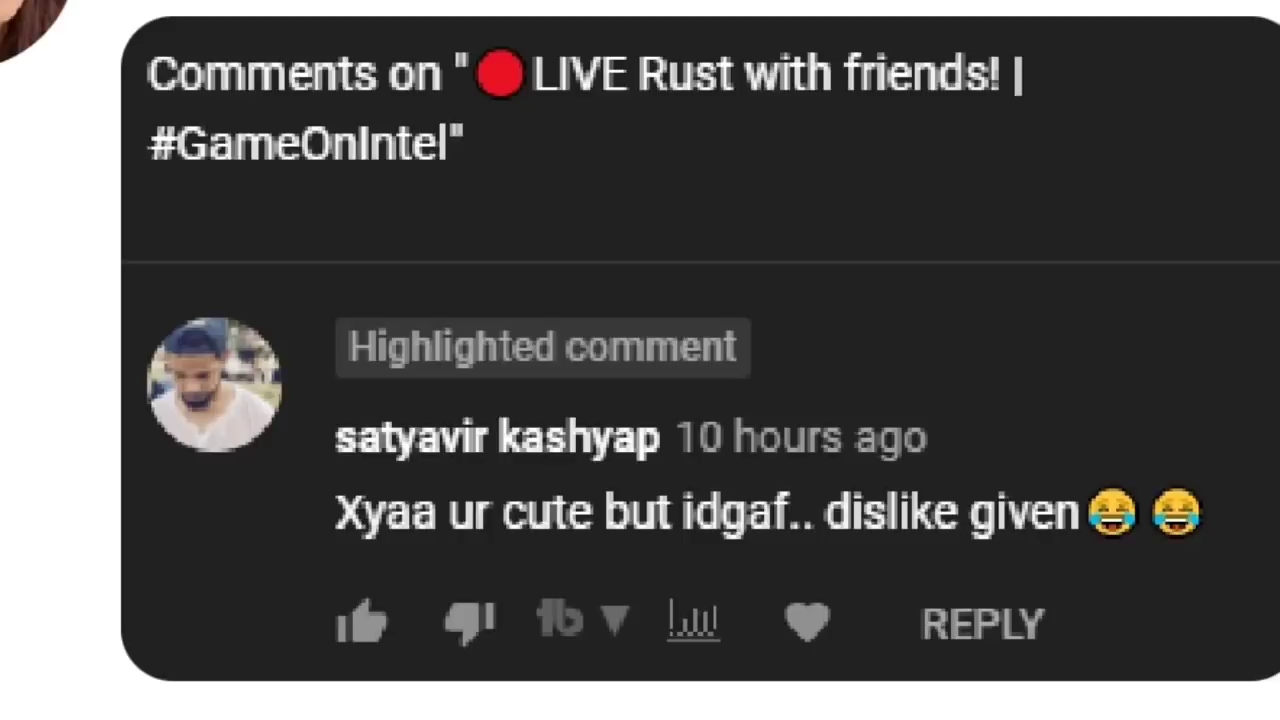 Comments on "🔴LIVE Rust with friends! |
#GameOnIntel"
Highlighted comment
satyavir kashyap 10 hours ago
Xyaa ur cute but idgaf.. dislike given😂 😂
tb
REPLY